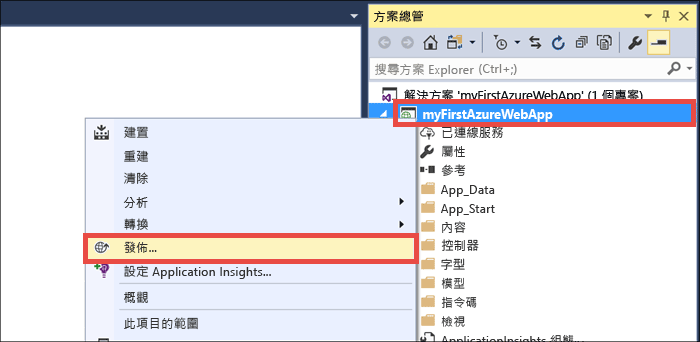 方案總管
搜尋方案 Explorer (Ctrl+;)
解決方案 'myFirstAzureWebApp' (1 個專案)
myFirstAzureWebApp
已連線服務
屬性
參考
App_Data
App_Start
內容
控制器
字型
模型
指令碼
檢視
ApplicationInsights 組態...
建置
重建
清除
分析
轉換
發佈...
設定 Application Insights...
概觀
此項目的範圍